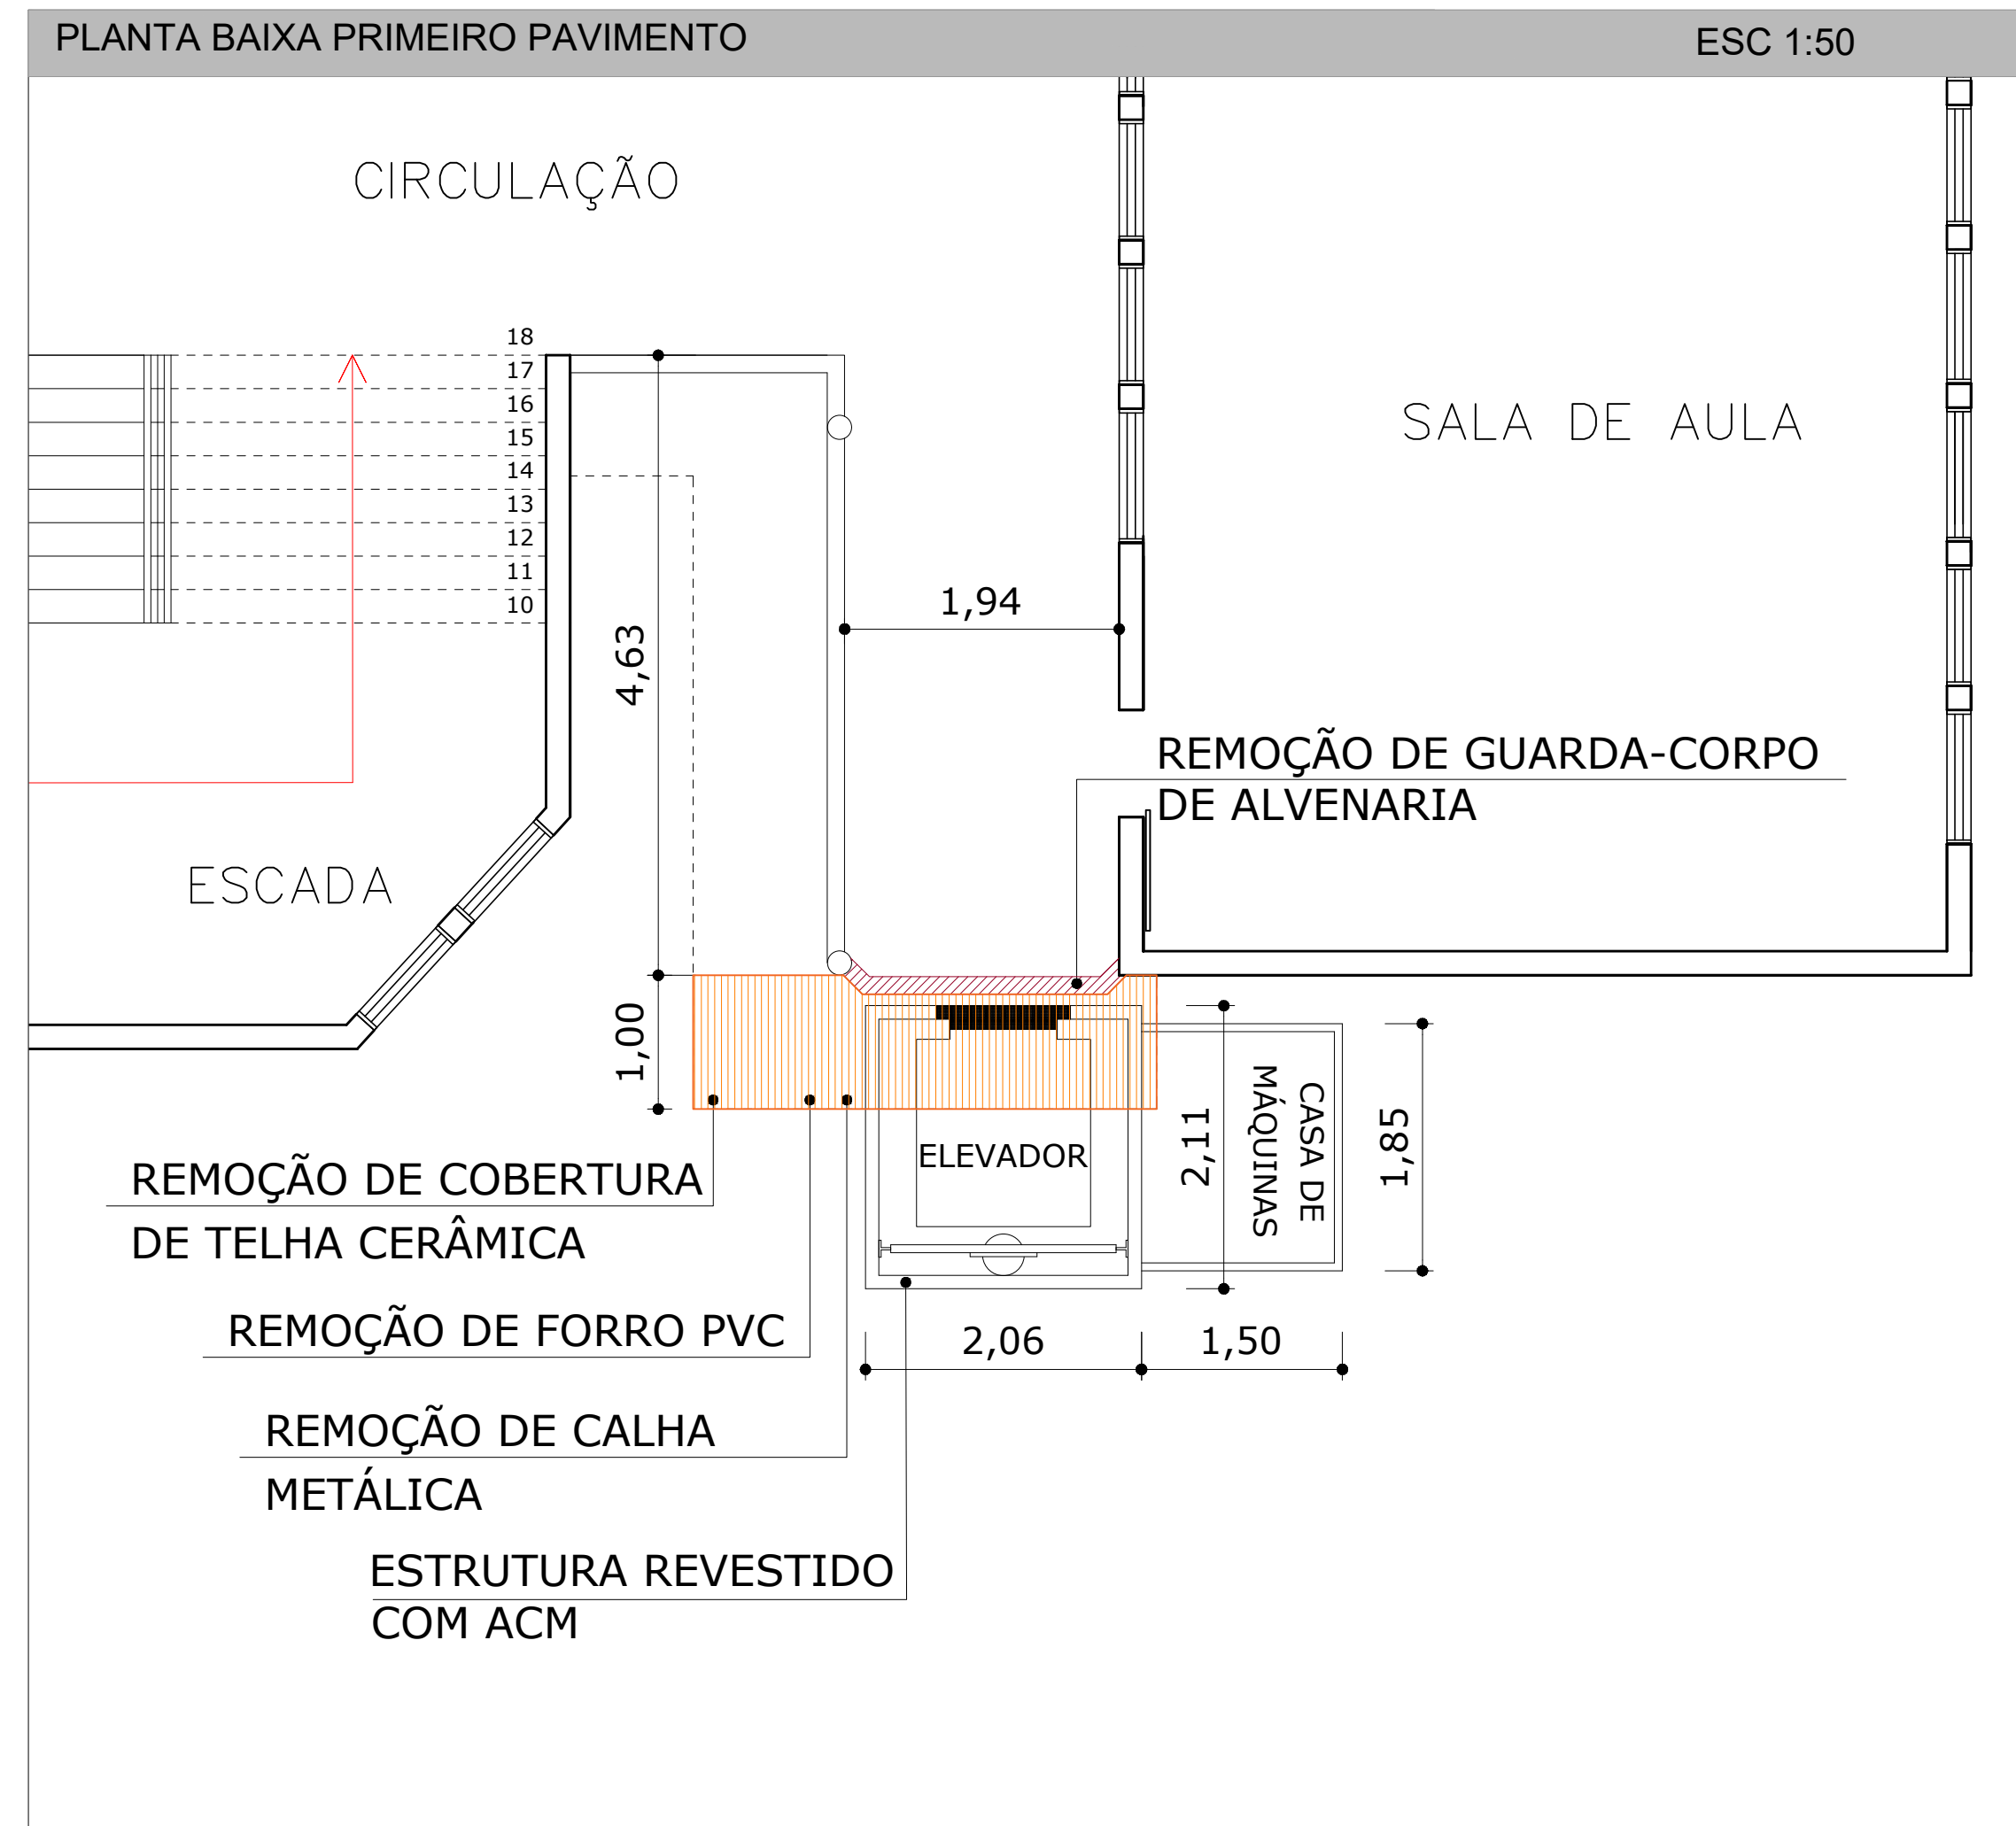 PLANTA BAIXA PRIMEIRO PAVIMENTO
ESC 1:50
CIRCULAÇÃO
SALA DE AULA
18
17
16
15
14
13
12
11
10
4,63
1,94
REMOÇÃO DE GUARDA-CORPO
DE ALVENARIA
ESCADA
1,00
ELEVADOR
2,11
CASA DE
MÁQUINAS
1,85
REMOÇÃO DE COBERTURA
DE TELHA CERÂMICA
REMOÇÃO DE FORRO PVC
2,06
1,50
REMOÇÃO DE CALHA
METÁLICA
ESTRUTURA REVESTIDO
COM ACM